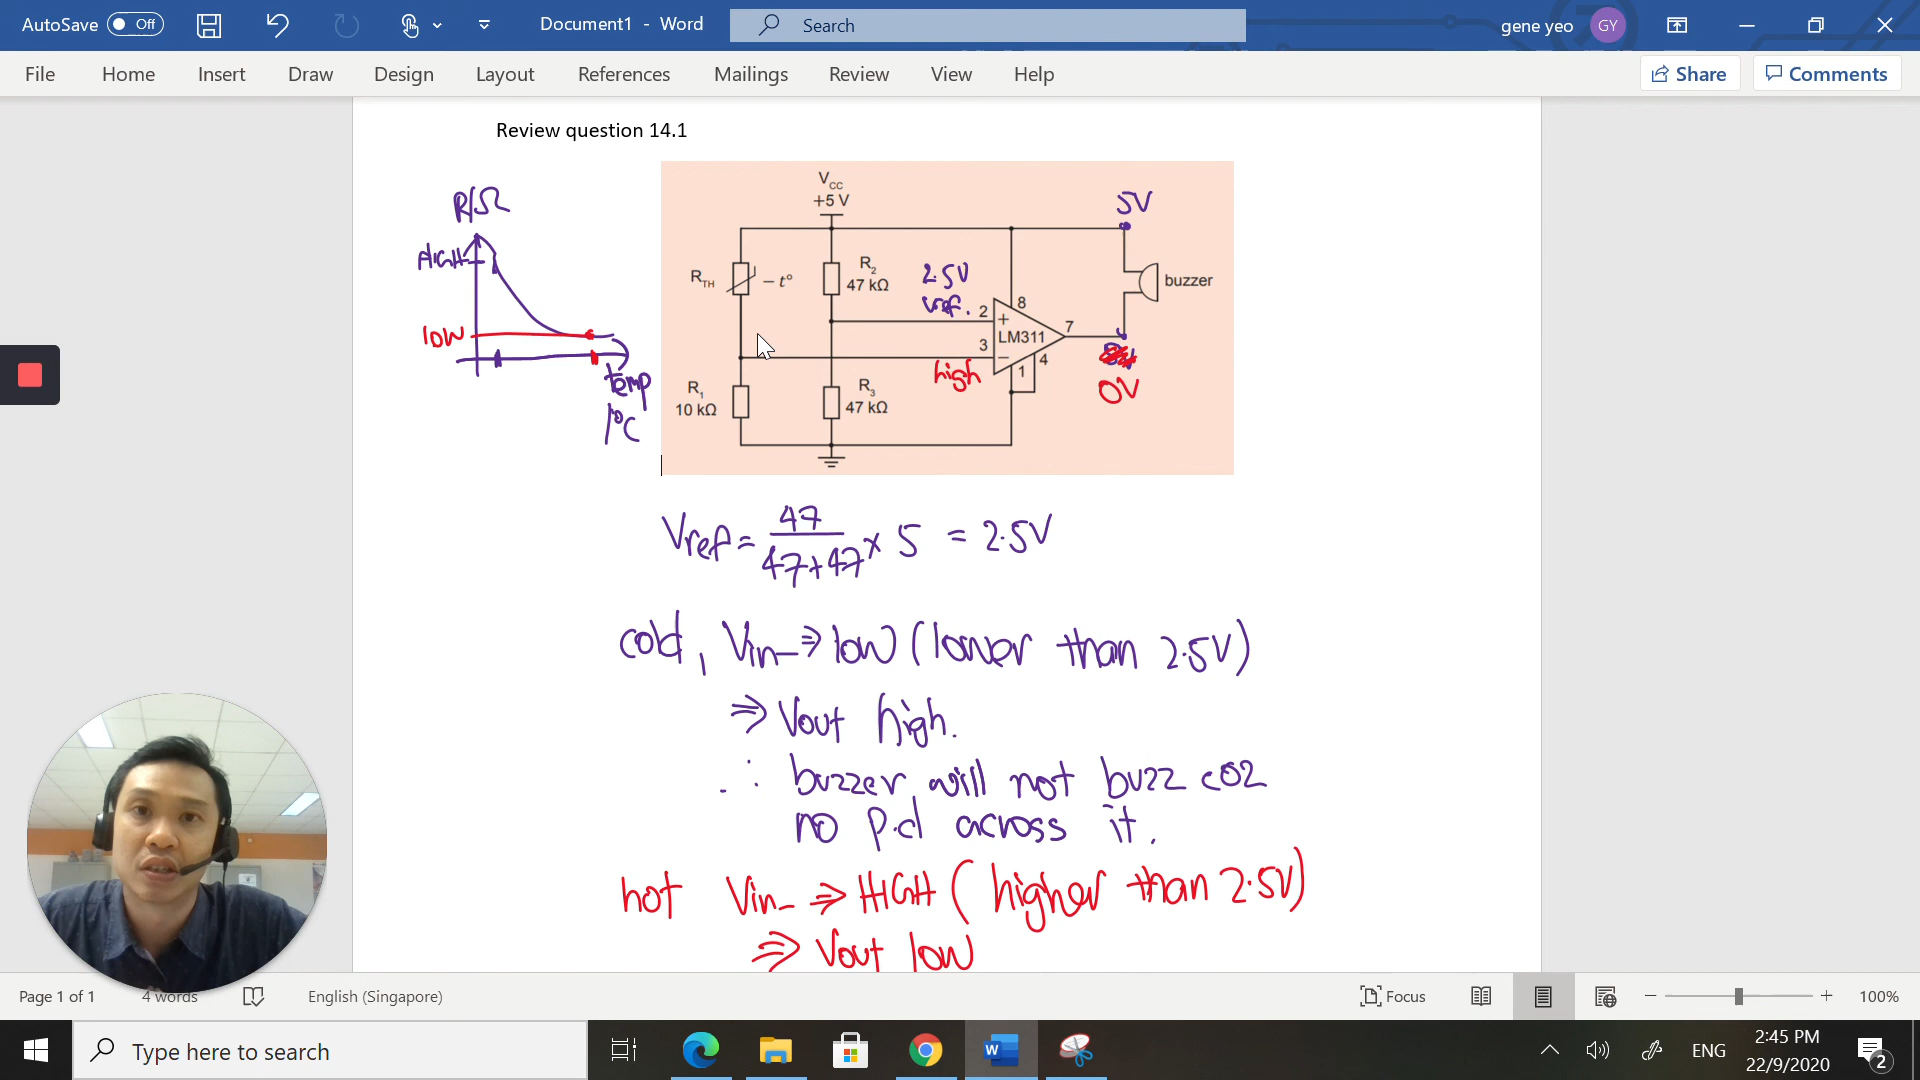 AutoSave Off Document1 - Word Search gene yeo GY
File Home Insert Draw Design Layout References Mailings Review View Help Share Comments
Review question 14.1
R/Ω
HIGH
low
temp
/°C
VCC
+5 V
5V
RTH
– t°
R2
47 kΩ
2.5V
Vref.
2
+
8
LM311
7
buzzer
3
–
4
1
high
0V
R1
10 kΩ
R3
47 kΩ
Vref = 47 / 47+47 × 5 = 2.5V
cold, Vin– ⇒ low (lower than 2.5V)
⇒ Vout high.
∴ buzzer will not buzz coz
no p.d across it.
hot Vin– ⇒ HIGH (higher than 2.5V)
⇒ Vout low
Page 1 of 1 4 words English (Singapore) Focus 100%
Type here to search ENG 2:45 PM
22/9/2020 2